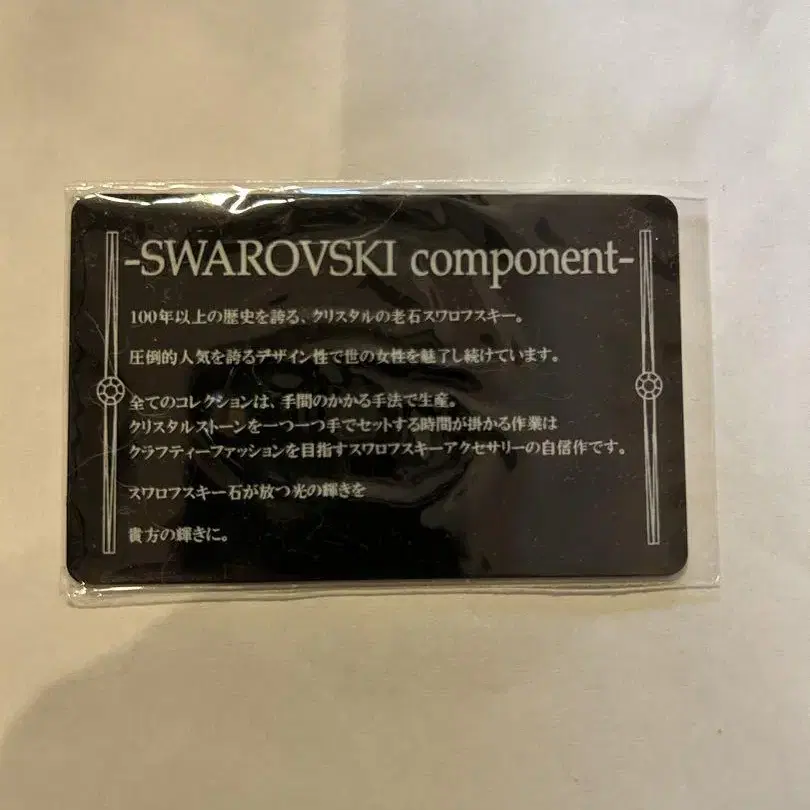 -SWAROVSKI component-
100年以上の歴史を誇る、クリスタルの老石スワロフスキー。
圧倒的人気を誇るデザイン性で世の女性を魅了し続けています。
全てのコレクションは、手間のかかる手法で生産。
クリスタルストーンを一つ一つ手でセットする時間が掛かる作業は
クラフティーファッションを目指すスワロフスキーアクセサリーの自信作です。
スワロフスキー石が放つ光の輝きを
貴方の輝きに。